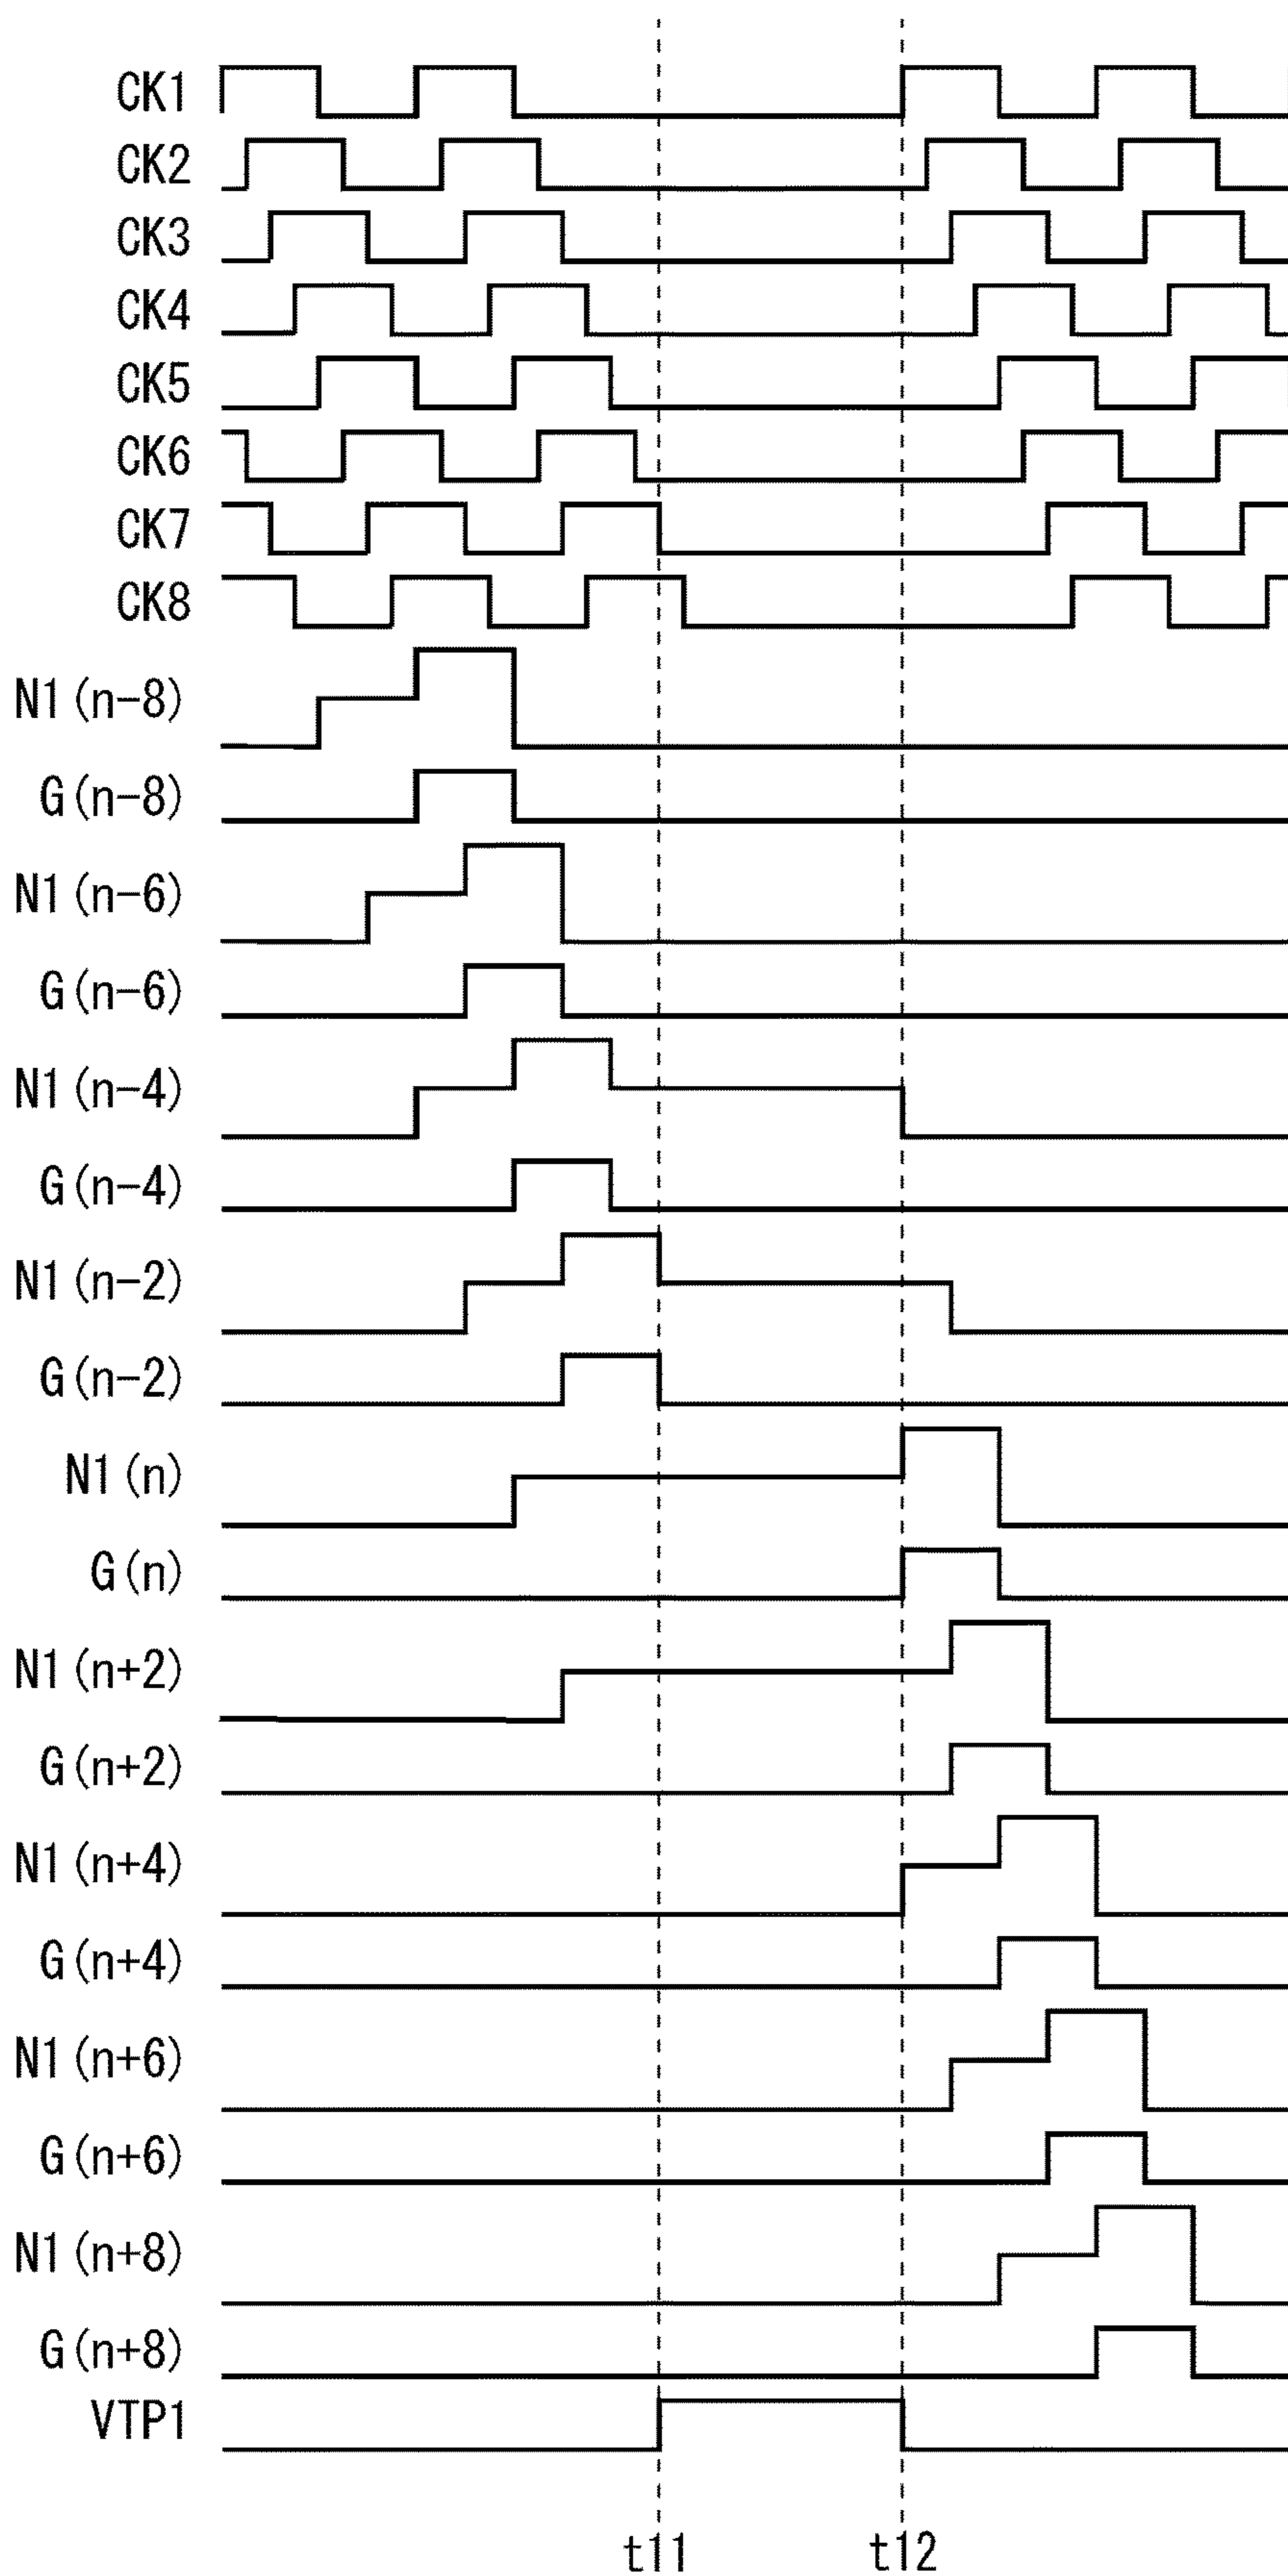 CK1
CK2
CK3
CK4
CK5
CK6
CK7
CK8
N1(n-8)
G(n-8)
N1(n-6)
G(n-6)
N1(n-4)
G(n-4)
N1(n-2)
G(n-2)
N1(n)
G(n)
N1(n+2)
G(n+2)
N1(n+4)
G(n+4)
N1(n+6)
G(n+6)
N1(n+8)
G(n+8)
VTP1
t11 t12